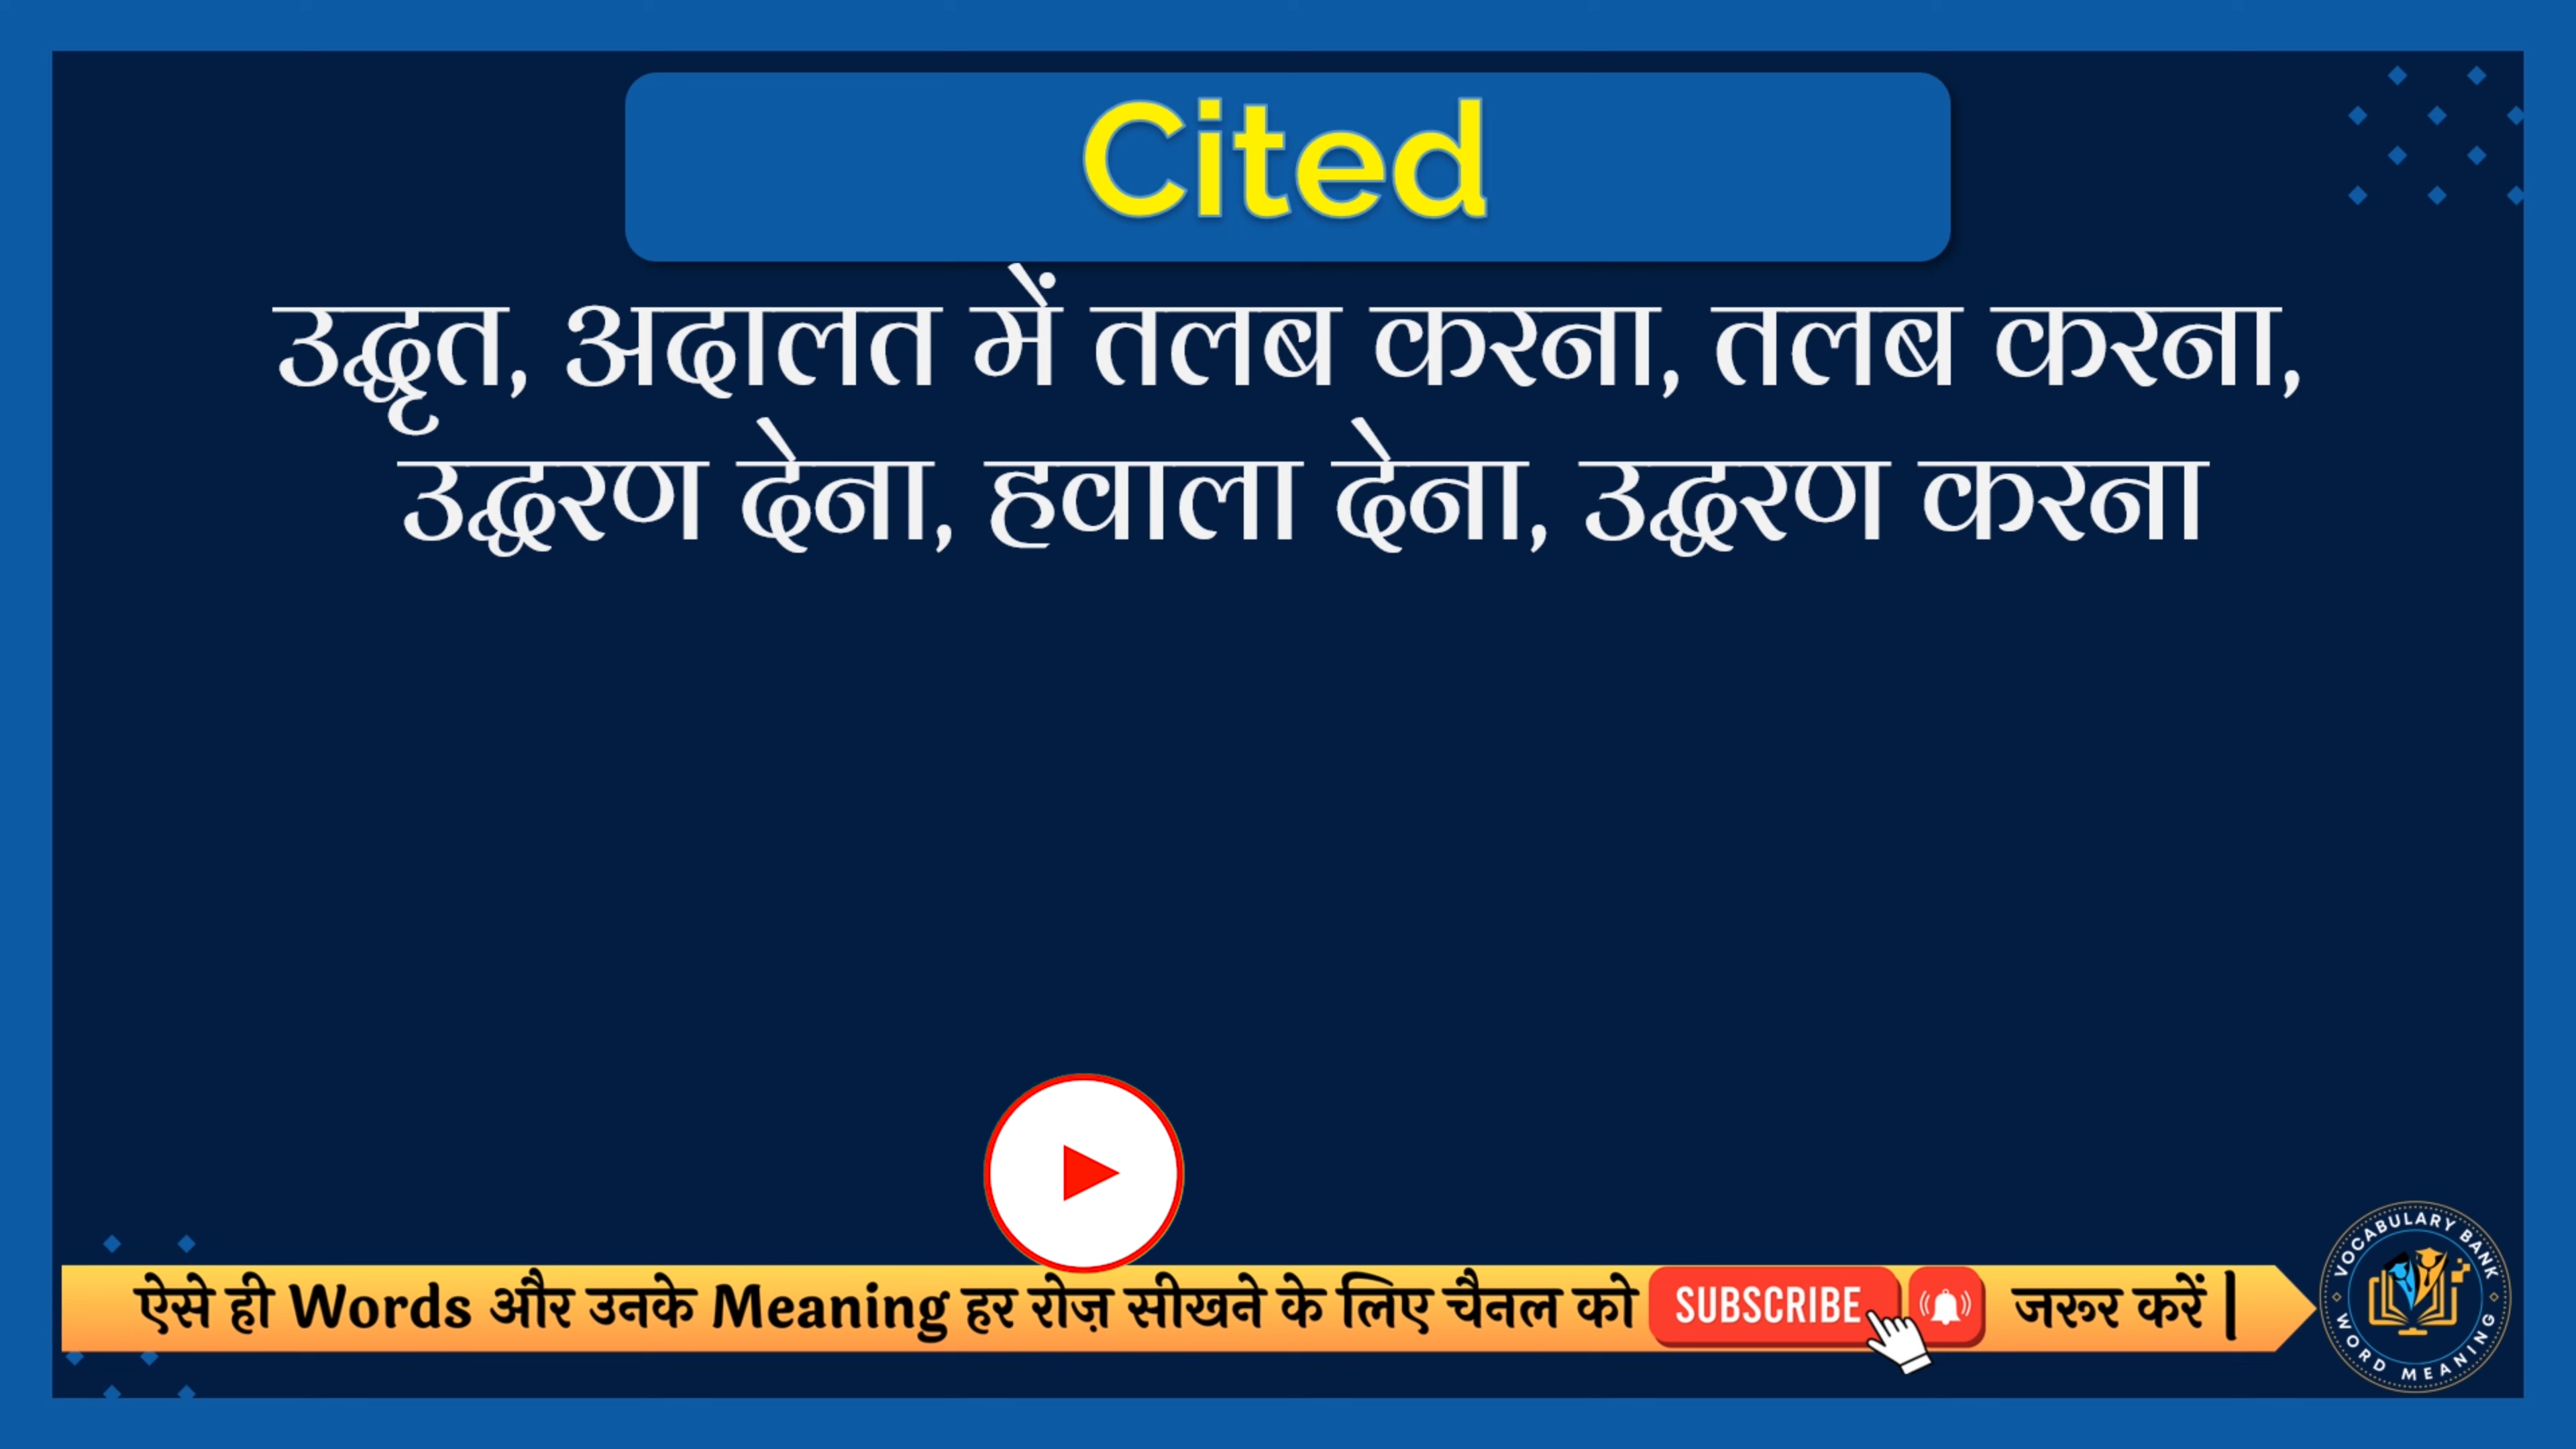 Cited
उद्धृत, अदालत में तलब करना, तलब करना,
उद्धरण देना, हवाला देना, उद्धरण करना
ऐसे ही Words और उनके Meaning हर रोज़ सीखने के लिए चैनल को SUBSCRIBE जरूर करें |
VOCABULARY BANK
WORD MEANING